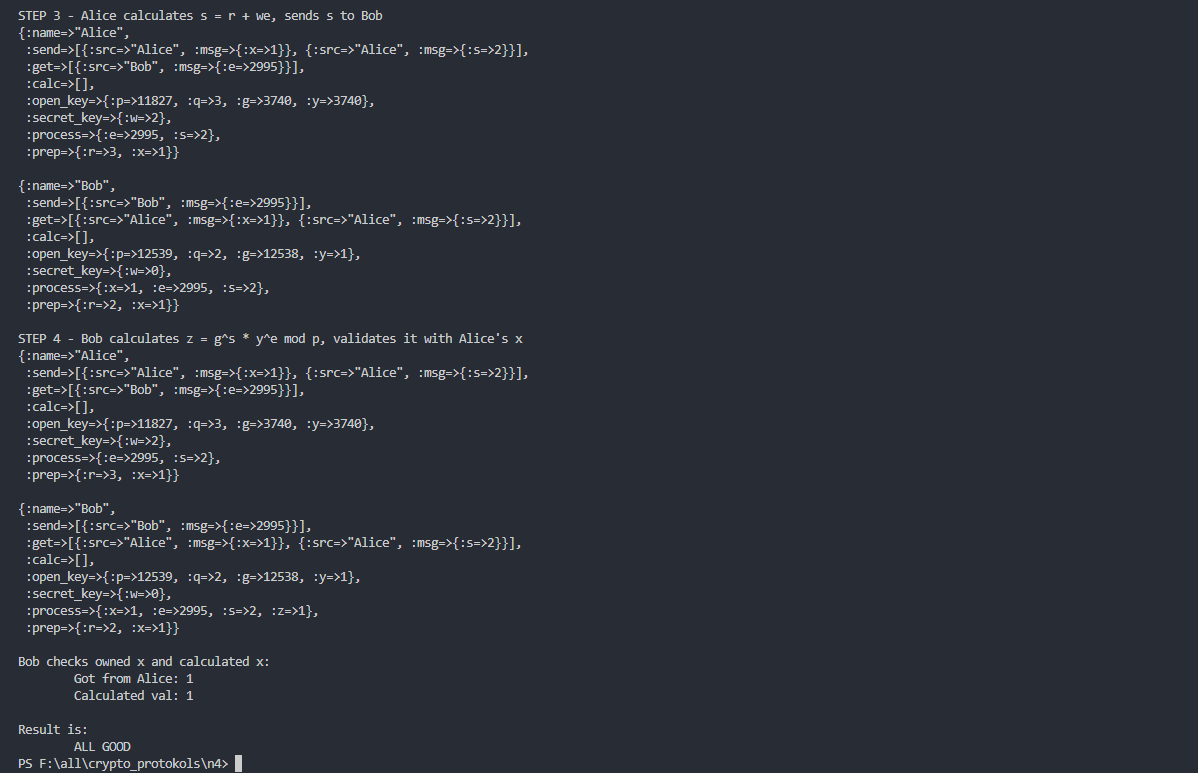 STEP 3 - Alice calculates s = r + we, sends s to Bob
{:name=>"Alice",
 :send=>[{:src=>"Alice", :msg=>{:x=>1}}, {:src=>"Alice", :msg=>{:s=>2}}],
 :get=>[{:src=>"Bob", :msg=>{:e=>2995}}],
 :calc=>[],
 :open_key=>{:p=>11827, :q=>3, :g=>3740, :y=>3740},
 :secret_key=>{:w=>2},
 :process=>{:e=>2995, :s=>2},
 :prep=>{:r=>3, :x=>1}}

{:name=>"Bob",
 :send=>[{:src=>"Bob", :msg=>{:e=>2995}}],
 :get=>[{:src=>"Alice", :msg=>{:x=>1}}, {:src=>"Alice", :msg=>{:s=>2}}],
 :calc=>[],
 :open_key=>{:p=>12539, :q=>2, :g=>12538, :y=>1},
 :secret_key=>{:w=>0},
 :process=>{:x=>1, :e=>2995, :s=>2},
 :prep=>{:r=>2, :x=>1}}

STEP 4 - Bob calculates z = g^s * y^e mod p, validates it with Alice's x
{:name=>"Alice",
 :send=>[{:src=>"Alice", :msg=>{:x=>1}}, {:src=>"Alice", :msg=>{:s=>2}}],
 :get=>[{:src=>"Bob", :msg=>{:e=>2995}}],
 :calc=>[],
 :open_key=>{:p=>11827, :q=>3, :g=>3740, :y=>3740},
 :secret_key=>{:w=>2},
 :process=>{:e=>2995, :s=>2},
 :prep=>{:r=>3, :x=>1}}

{:name=>"Bob",
 :send=>[{:src=>"Bob", :msg=>{:e=>2995}}],
 :get=>[{:src=>"Alice", :msg=>{:x=>1}}, {:src=>"Alice", :msg=>{:s=>2}}],
 :calc=>[],
 :open_key=>{:p=>12539, :q=>2, :g=>12538, :y=>1},
 :secret_key=>{:w=>0},
 :process=>{:x=>1, :e=>2995, :s=>2, :z=>1},
 :prep=>{:r=>2, :x=>1}}

Bob checks owned x and calculated x:
        Got from Alice: 1
        Calculated val: 1

Result is:
        ALL GOOD
PS F:\all\crypto_protokols\n4>